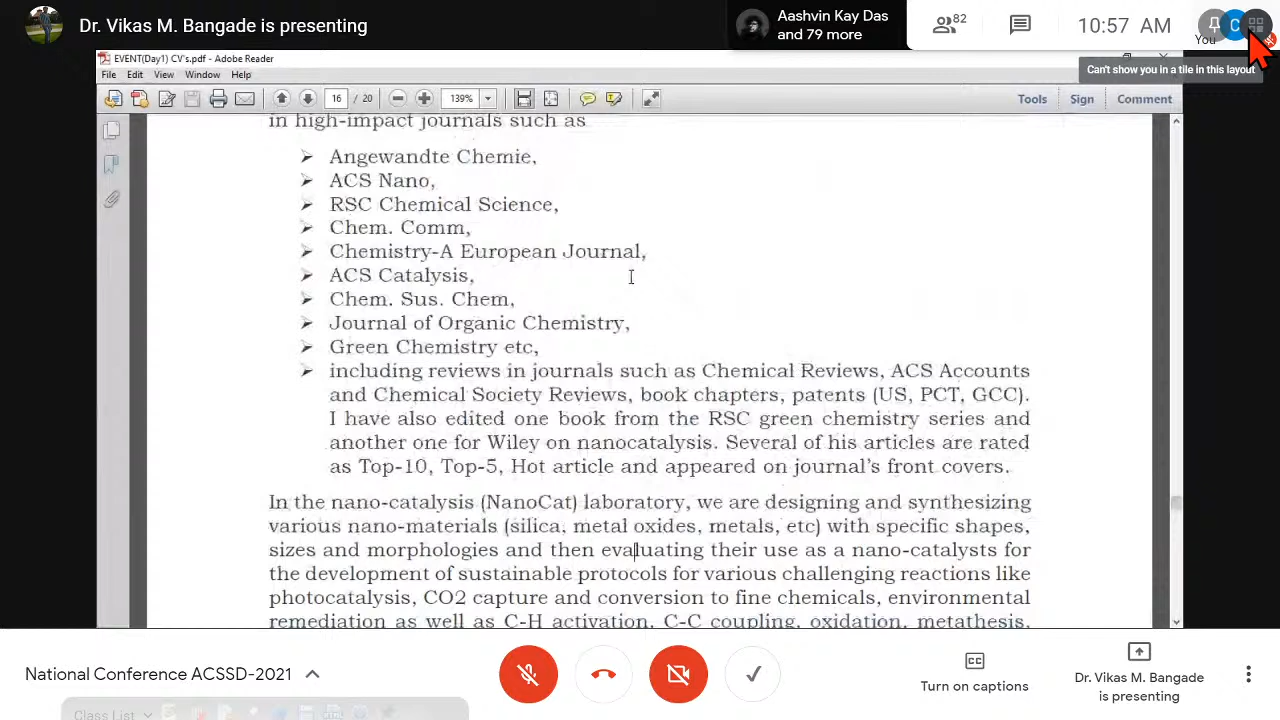 Dr. Vikas M. Bangade is presenting
Aashvin Kay Das
and 79 more
82
10:57 AM
You
C
Can't show you in a tile in this layout
EVENT(Day1) CV's.pdf - Adobe Reader
File Edit View Window Help
16 / 20 139% Tools Sign Comment
in high-impact journals such as
➢ Angewandte Chemie,
➢ ACS Nano,
➢ RSC Chemical Science,
➢ Chem. Comm,
➢ Chemistry-A European Journal,
➢ ACS Catalysis,
➢ Chem. Sus. Chem,
➢ Journal of Organic Chemistry,
➢ Green Chemistry etc,
➢ including reviews in journals such as Chemical Reviews, ACS Accounts
and Chemical Society Reviews, book chapters, patents (US, PCT, GCC).
I have also edited one book from the RSC green chemistry series and
another one for Wiley on nanocatalysis. Several of his articles are rated
as Top-10, Top-5, Hot article and appeared on journal's front covers.
In the nano-catalysis (NanoCat) laboratory, we are designing and synthesizing
various nano-materials (silica, metal oxides, metals, etc) with specific shapes,
sizes and morphologies and then evaluating their use as a nano-catalysts for
the development of sustainable protocols for various challenging reactions like
photocatalysis, CO2 capture and conversion to fine chemicals, environmental
remediation as well as C-H activation, C-C coupling, oxidation, metathesis,
National Conference ACSSD-2021
CC
Turn on captions
Dr. Vikas M. Bangade
is presenting
Class List